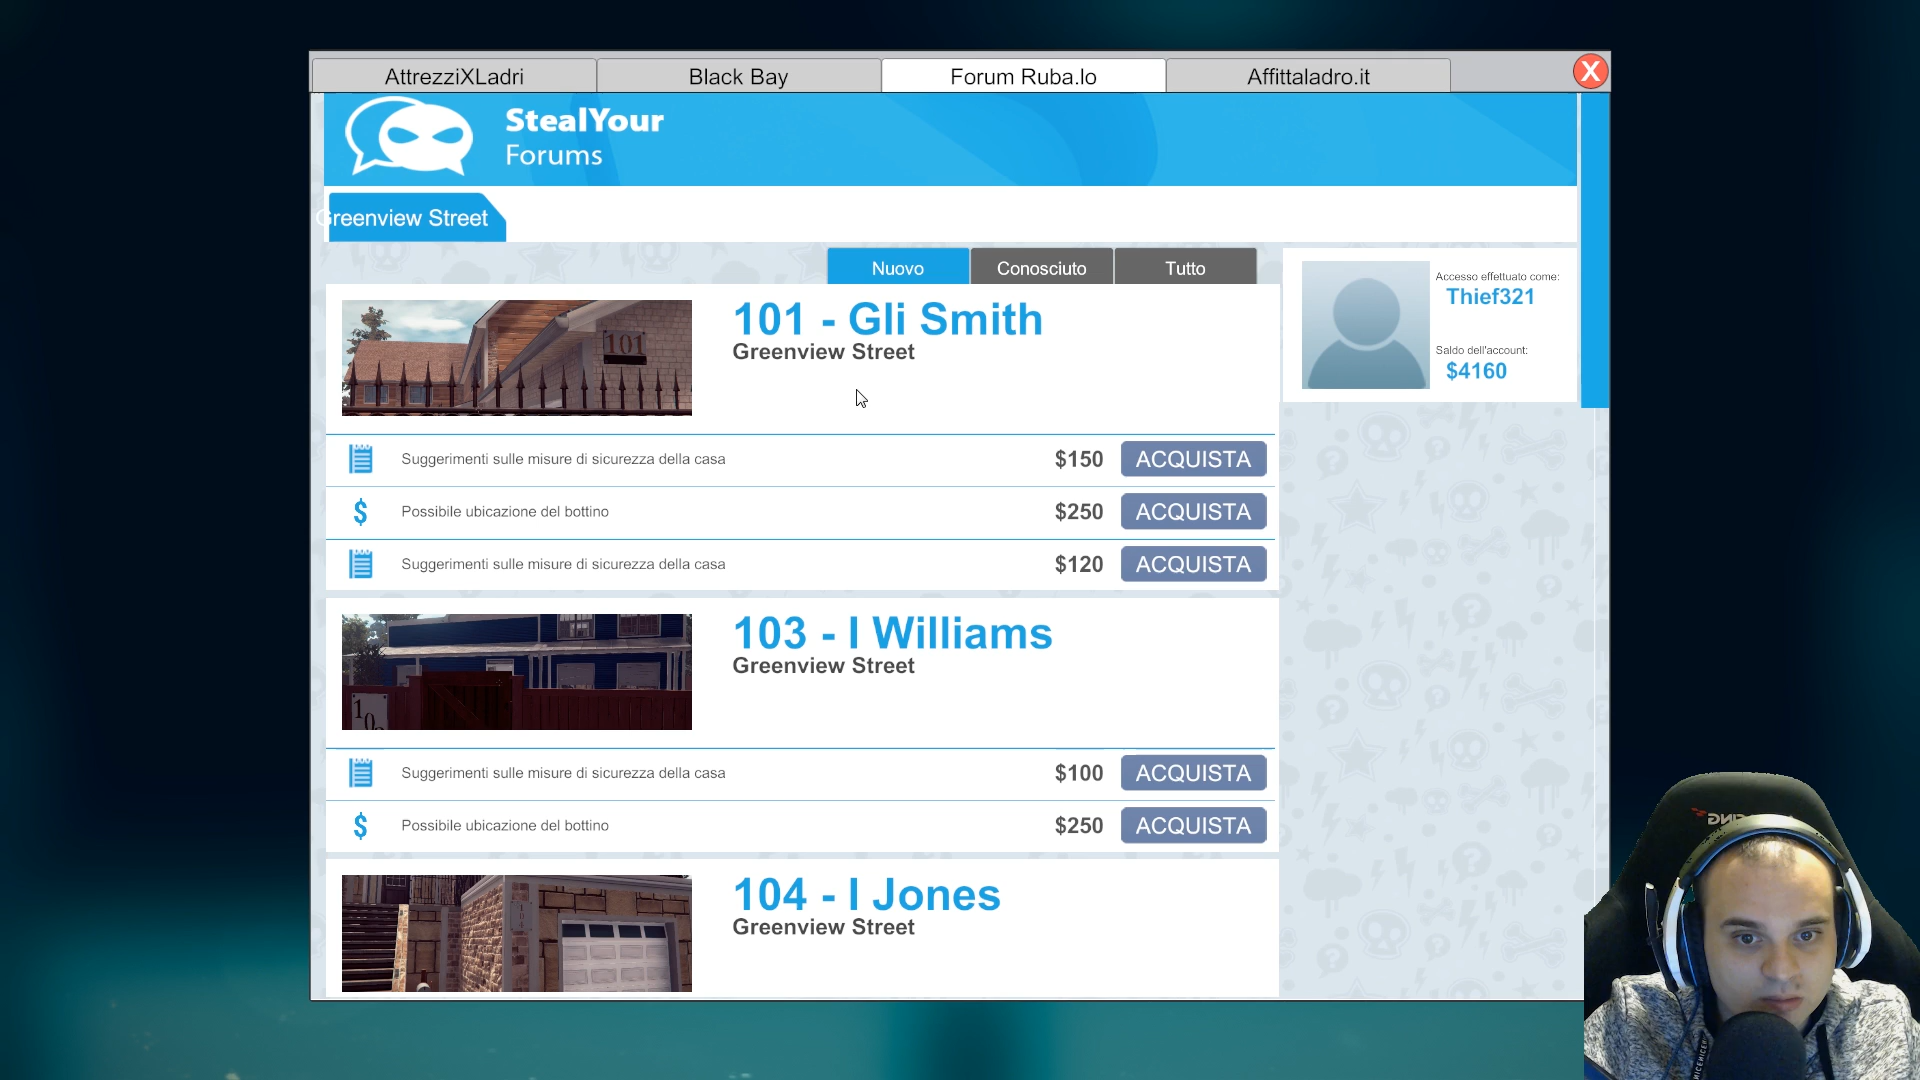 AttrezziXLadri
Black Bay
Forum Ruba.lo
Affittaladro.it
X
StealYour
Forums
Greenview Street
Nuovo
Conosciuto
Tutto
Accesso effettuato come:
Thief321
Saldo dell'account:
$4160
101
101 - Gli Smith
Greenview Street
Suggerimenti sulle misure di sicurezza della casa
$150
ACQUISTA
Possibile ubicazione del bottino
$250
ACQUISTA
Suggerimenti sulle misure di sicurezza della casa
$120
ACQUISTA
103 - I Williams
Greenview Street
Suggerimenti sulle misure di sicurezza della casa
$100
ACQUISTA
Possibile ubicazione del bottino
$250
ACQUISTA
104 - I Jones
Greenview Street